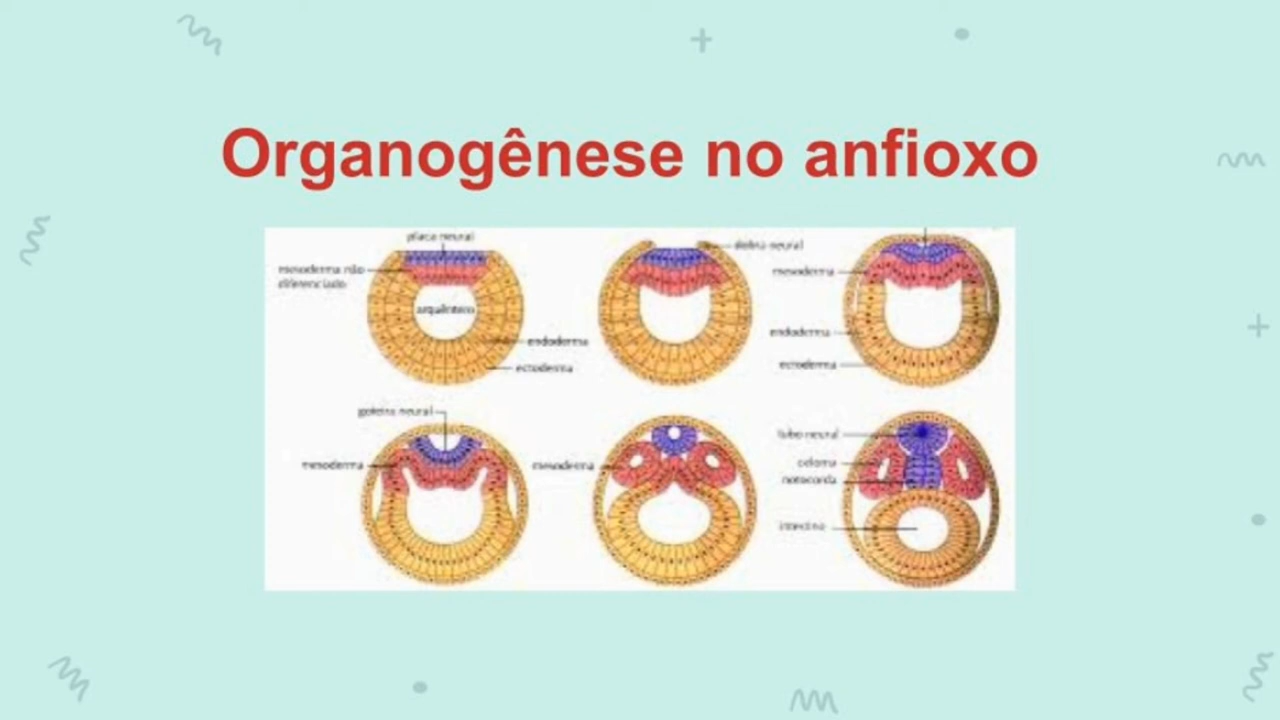 Organogênese no anfioxo
placa neural
mesoderma não
diferenciado
arquêntero
endoderma
ectoderma
dobra neural
mesoderma
endoderma
ectoderma
goteira neural
mesoderma
mesoderma
tubo neural
celoma
notocorda
intestino